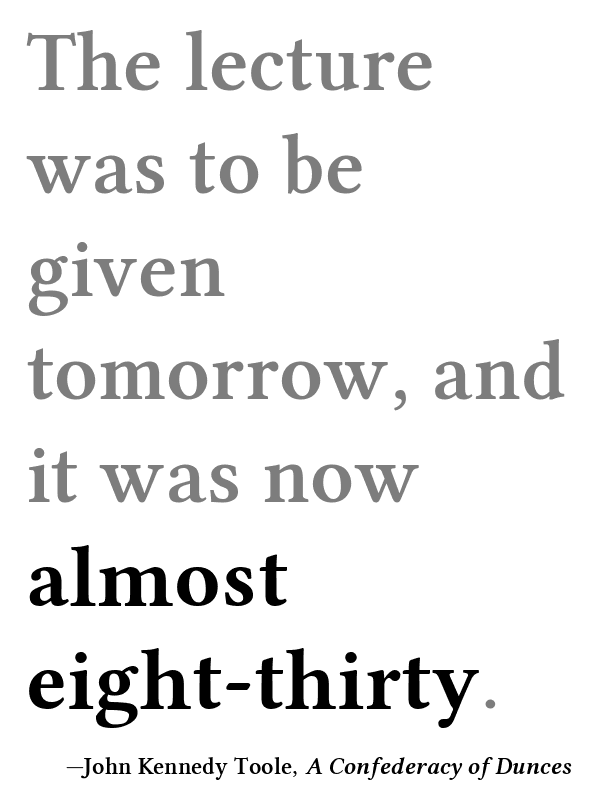 The lecture
was to be
given
tomorrow, and
it was now
almost
eight-thirty.
—John Kennedy Toole, A Confederacy of Dunces